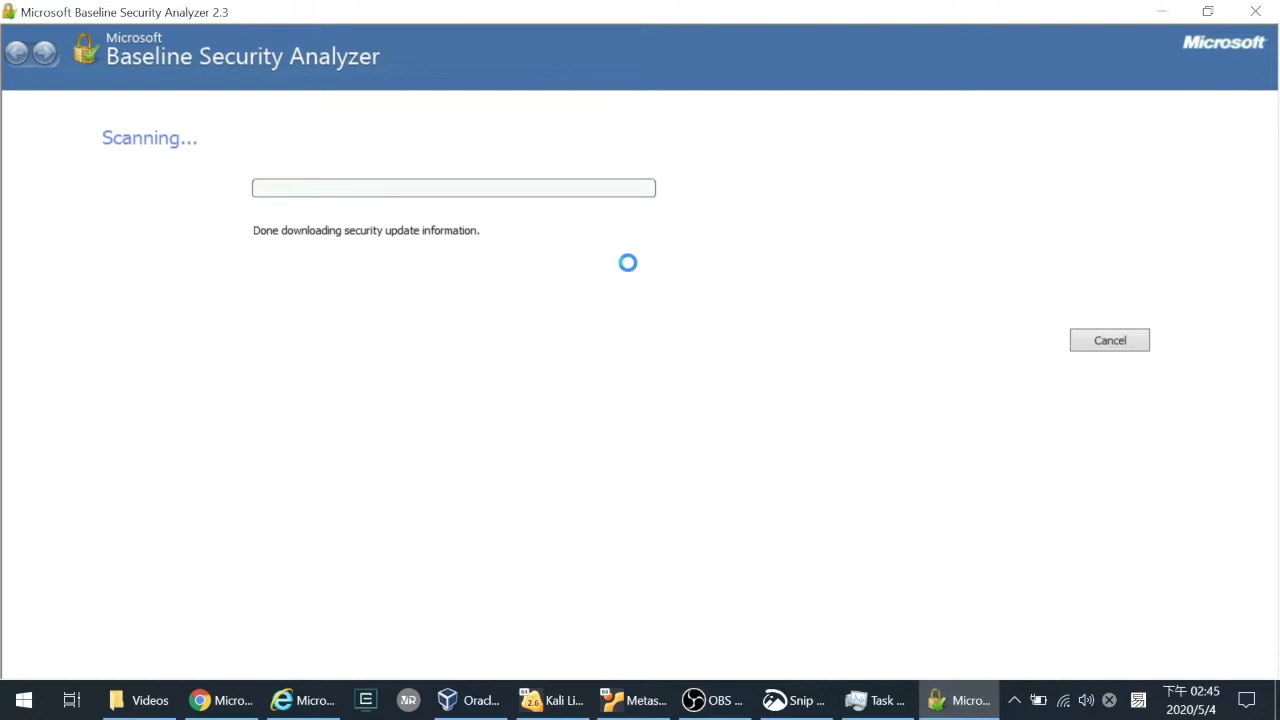 Microsoft Baseline Security Analyzer 2.3
Microsoft
Baseline Security Analyzer
Microsoft
Scanning...
Done downloading security update information.
Cancel
Videos
Micro...
Micro...
Orad...
Kali Li...
Metas...
OBS ...
Snip ...
Task ...
Micro...
下午 02:45
2020/5/4